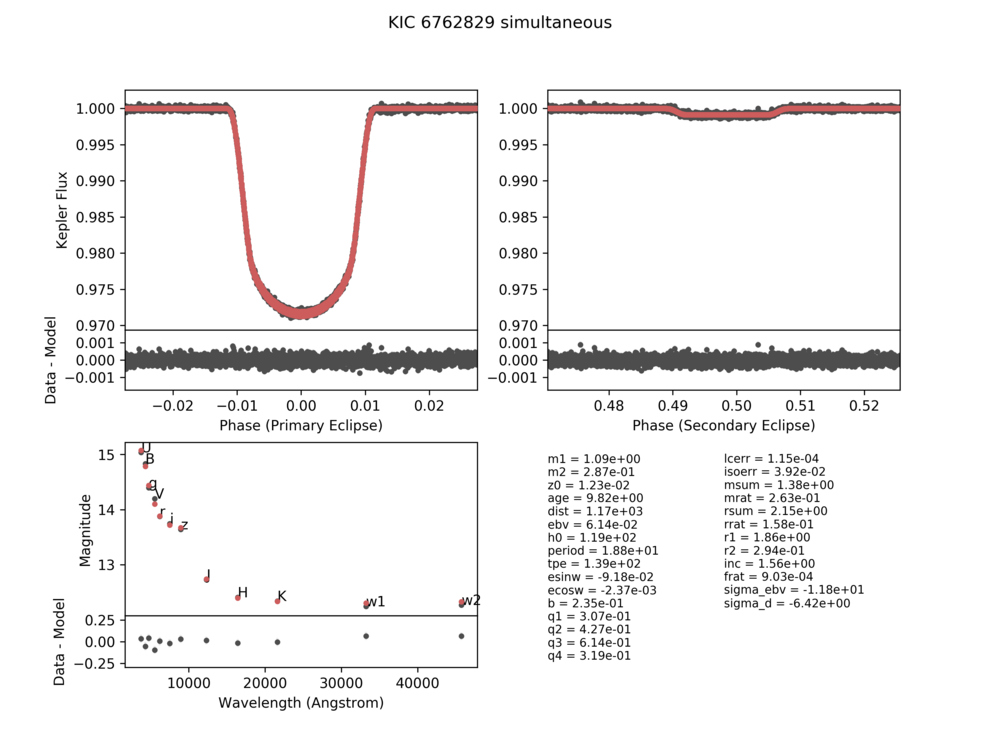 KIC 6762829 simultaneous
1.000
0.995
0.990
0.985
0.980
0.975
0.970
Kepler Flux
0.001
0.000
−0.001
Data - Model
−0.02
−0.01
0.00
0.01
0.02
Phase (Primary Eclipse)
1.000
0.995
0.990
0.985
0.980
0.975
0.970
0.001
0.000
−0.001
0.48
0.49
0.50
0.51
0.52
Phase (Secondary Eclipse)
15
14
13
Magnitude
U
B
g
V
r
i
z
J
H
K
w1
w2
0.25
0.00
−0.25
Data - Model
10000
20000
30000
40000
Wavelength (Angstrom)
m1 = 1.09e+00
m2 = 2.87e-01
z0 = 1.23e-02
age = 9.82e+00
dist = 1.17e+03
ebv = 6.14e-02
h0 = 1.19e+02
period = 1.88e+01
tpe = 1.39e+02
esinw = -9.18e-02
ecosw = -2.37e-03
b = 2.35e-01
q1 = 3.07e-01
q2 = 4.27e-01
q3 = 6.14e-01
q4 = 3.19e-01
lcerr = 1.15e-04
isoerr = 3.92e-02
msum = 1.38e+00
mrat = 2.63e-01
rsum = 2.15e+00
rrat = 1.58e-01
r1 = 1.86e+00
r2 = 2.94e-01
inc = 1.56e+00
frat = 9.03e-04
sigma_ebv = -1.18e+01
sigma_d = -6.42e+00